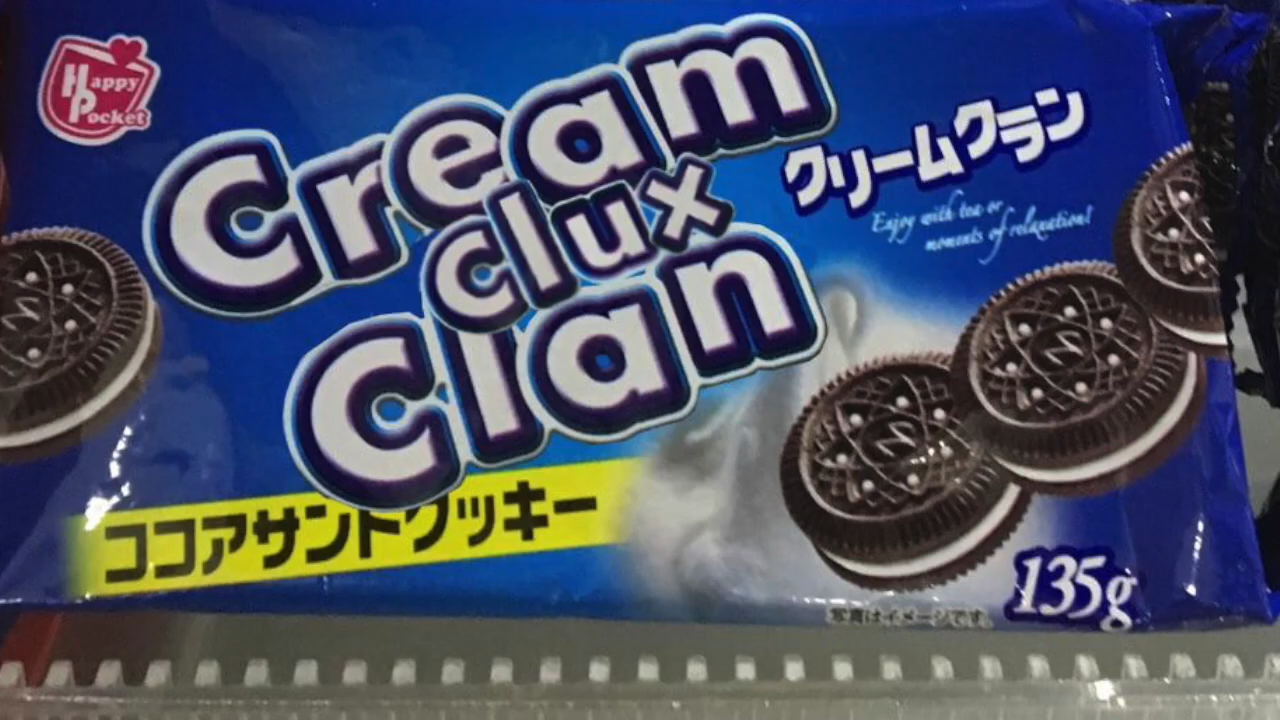 Happy
Pocket
Cream
clux
Clan
クリームクラン
Enjoy with tea or
moments of relaxation!
ココアサンドクッキー
135g
写真はイメージです。